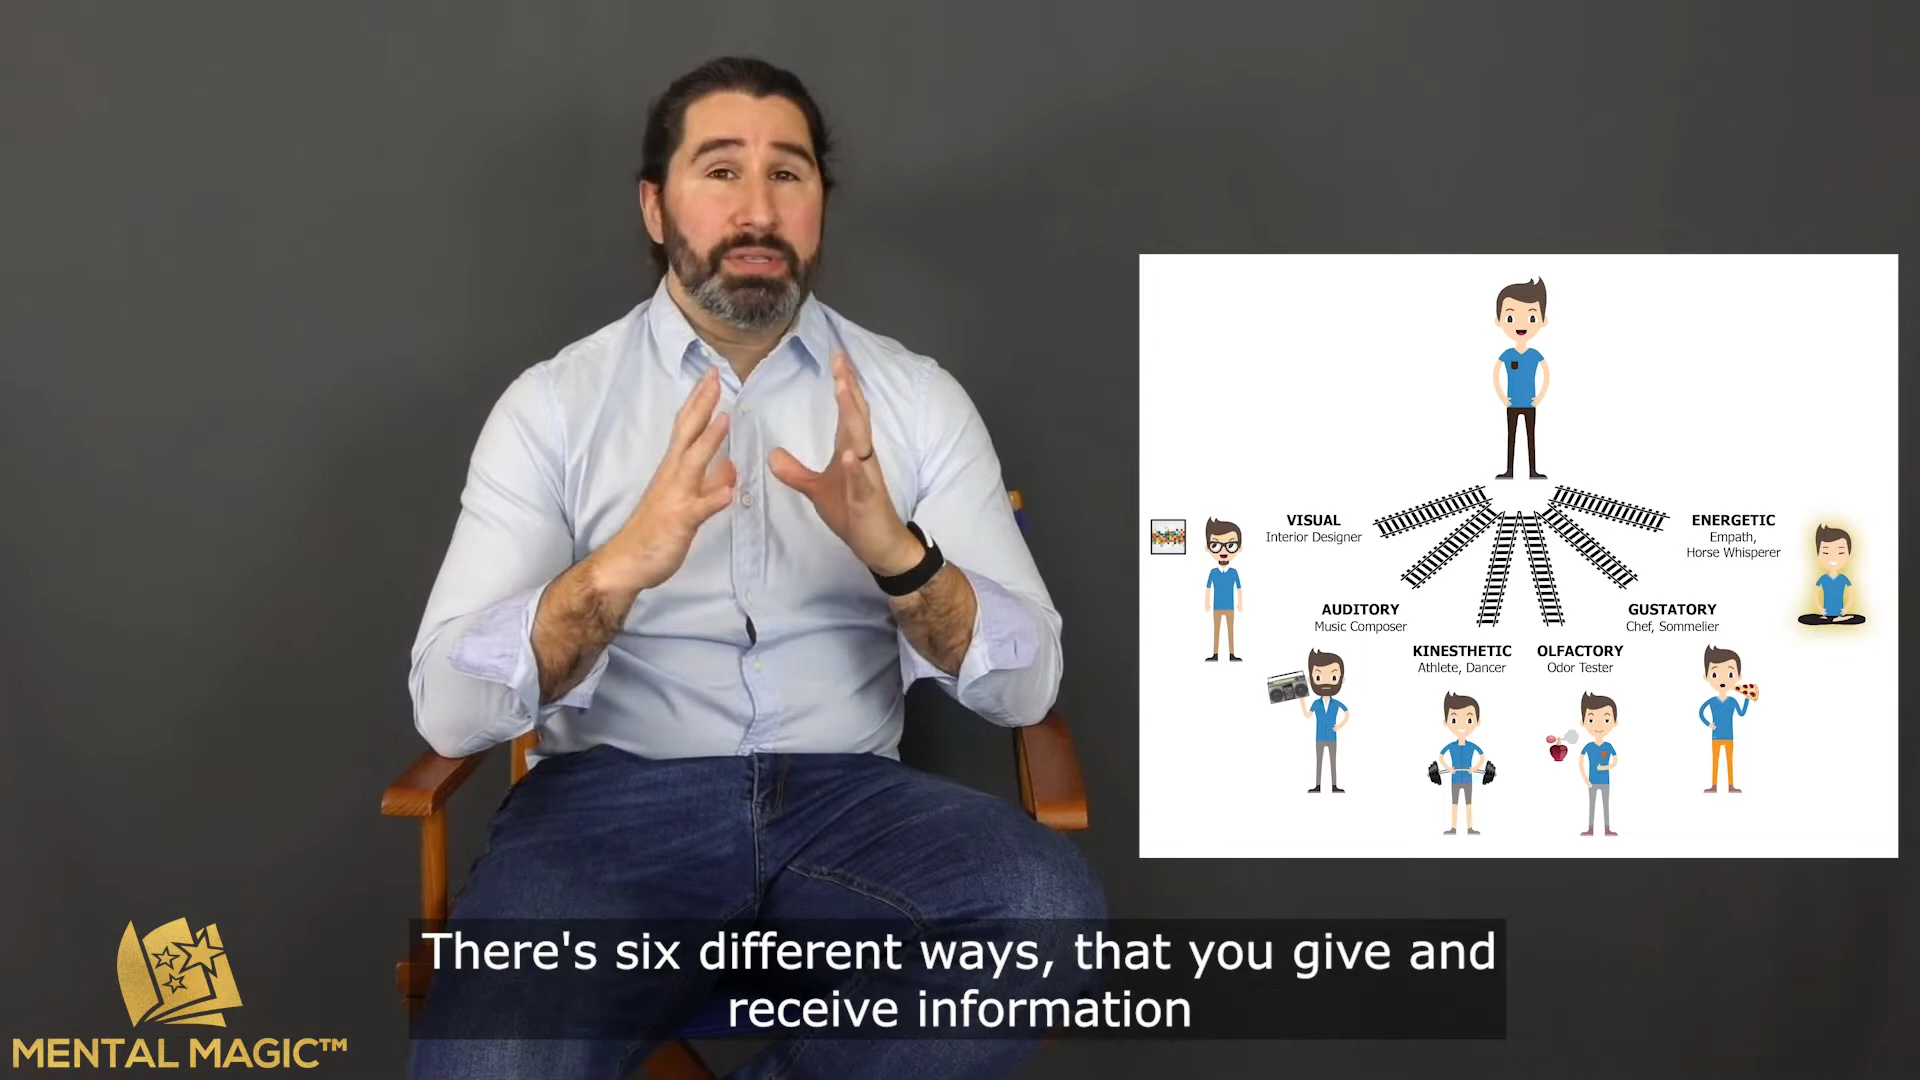 VISUAL
Interior Designer
ENERGETIC
Empath,
Horse Whisperer
AUDITORY
Music Composer
GUSTATORY
Chef, Sommelier
KINESTHETIC
Athlete, Dancer
OLFACTORY
Odor Tester
There's six different ways, that you give and
receive information
MENTAL MAGIC™